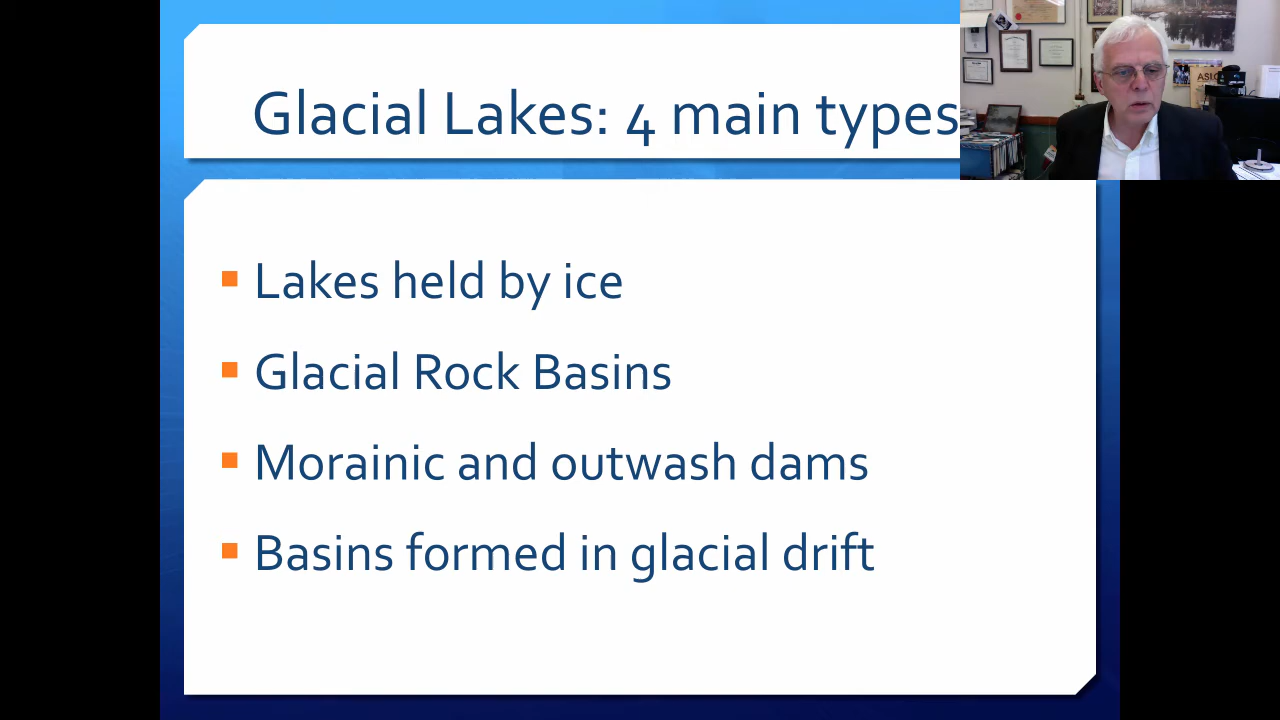 Glacial Lakes: 4 main types
Lakes held by ice
Glacial Rock Basins
Morainic and outwash dams
Basins formed in glacial drift